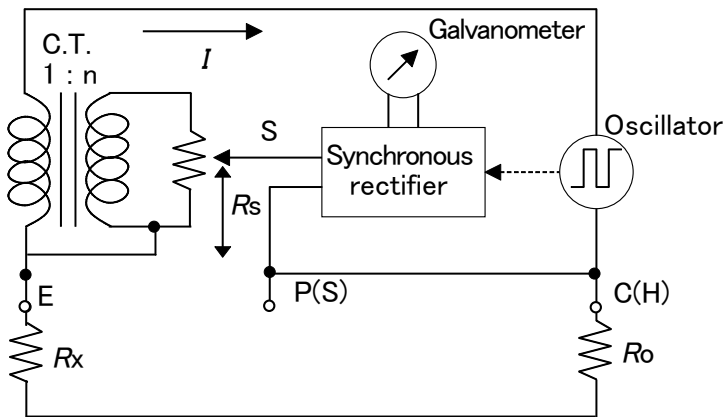 C.T.
1 : n
I
Galvanometer
Oscillator
S
Synchronous
rectifier
Rs
E
P(S)
C(H)
Rx
Ro